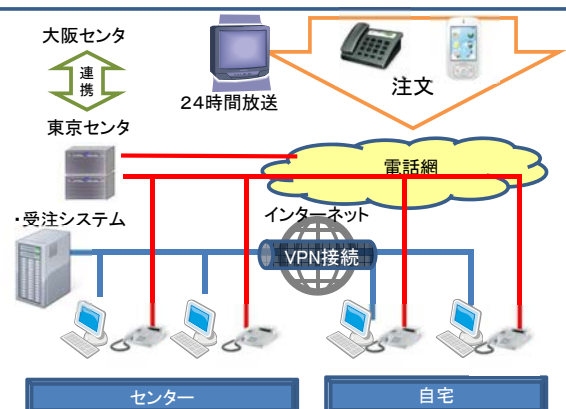 大阪センタ
連
携
24時間放送
注文
東京センタ
電話網
・受注システム
インターネット
VPN接続
センター
自宅